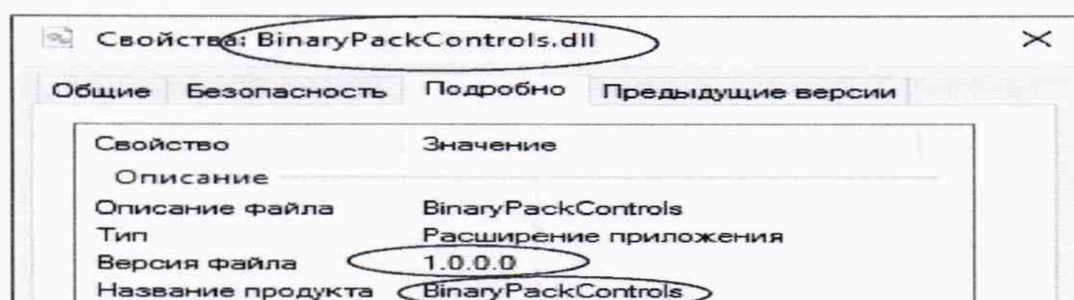 Свойства: BinaryPackControls.dll
Общие Безопасность Подробно Предыдущие версии
Свойство Значение
Описание
Описание файла BinaryPackControls
Тип Расширение приложения
Версия файла 1.0.0.0
Название продукта BinaryPackControls